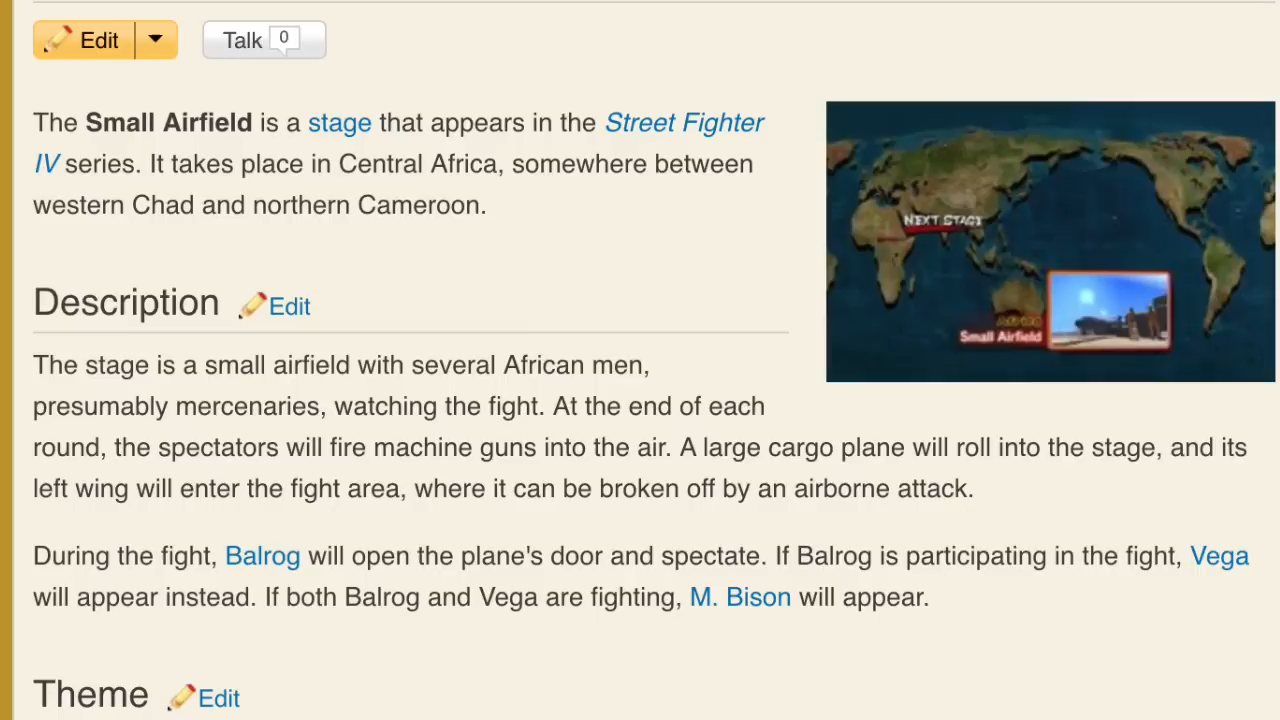 Edit
Talk 0
The Small Airfield is a stage that appears in the Street Fighter
IV series. It takes place in Central Africa, somewhere between
western Chad and northern Cameroon.
NEXT STAGE
Africa
Small Airfield
Description Edit
The stage is a small airfield with several African men,
presumably mercenaries, watching the fight. At the end of each
round, the spectators will fire machine guns into the air. A large cargo plane will roll into the stage, and its
left wing will enter the fight area, where it can be broken off by an airborne attack.
During the fight, Balrog will open the plane's door and spectate. If Balrog is participating in the fight, Vega
will appear instead. If both Balrog and Vega are fighting, M. Bison will appear.
Theme Edit